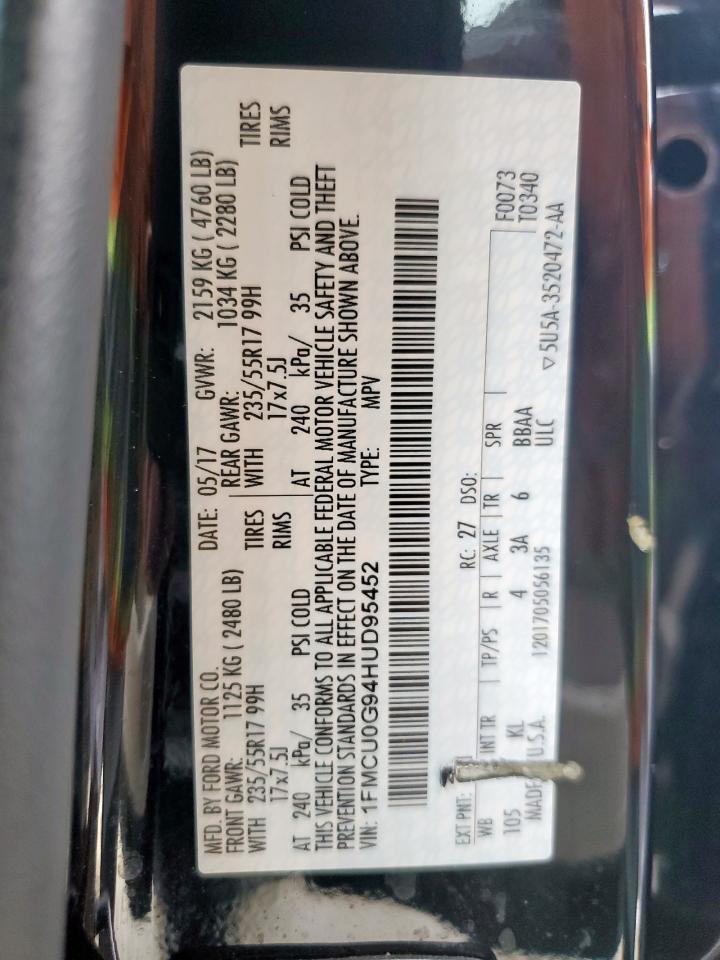 MFD. BY FORD MOTOR CO.
DATE: 05/17 GVWR: 2159 KG ( 4760 LB)
FRONT GAWR: 1125 KG ( 2480 LB) REAR GAWR: 1034 KG ( 2280 LB)
WITH 235/55R17 99H TIRES WITH 235/55R17 99H TIRES
17x7.5J RIMS 17x7.5J RIMS
AT 240 kPa/ 35 PSI COLD AT 240 kPa/ 35 PSI COLD
THIS VEHICLE CONFORMS TO ALL APPLICABLE FEDERAL MOTOR VEHICLE SAFETY AND THEFT
PREVENTION STANDARDS IN EFFECT ON THE DATE OF MANUFACTURE SHOWN ABOVE.
VIN: 1FMCU0G94HUD95452 TYPE: MPV
EXT PNT: RC: 27 DSO:
WB INT TR TP/PS R AXLE TR SPR F0073
105 KL 4 3A 6 BBAA T0340
MADE U.S.A. 1201705056135 ULC
▽5U5A-3520472-AA